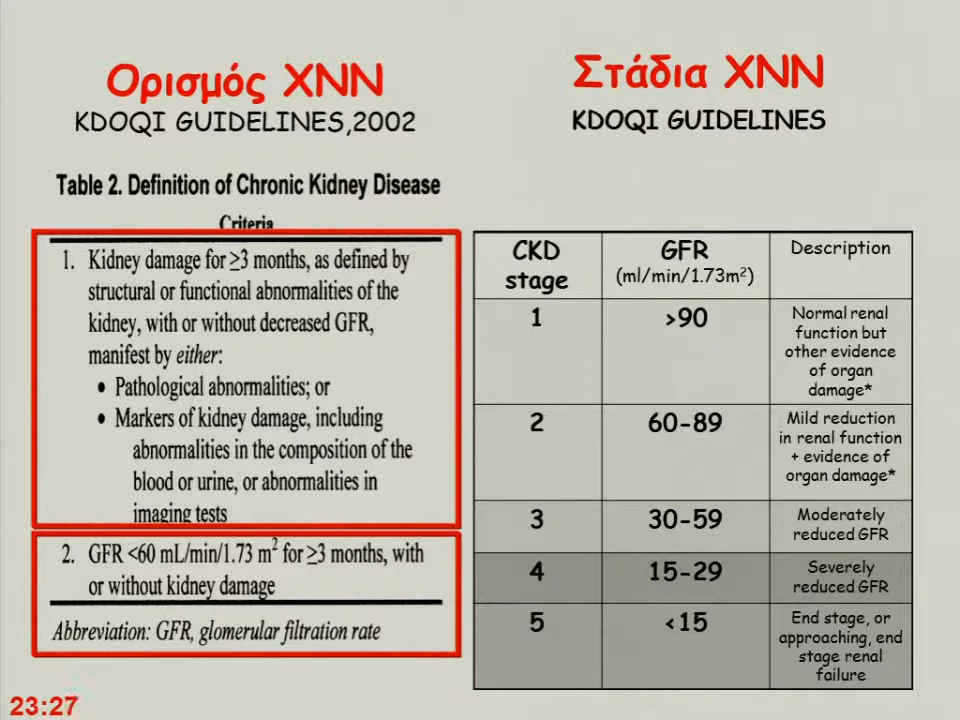 Ορισμός ΧΝΝ
KDOQI GUIDELINES,2002
Table 2. Definition of Chronic Kidney Disease
Criteria
1. Kidney damage for ≥3 months, as defined by
structural or functional abnormalities of the
kidney, with or without decreased GFR,
manifest by either:
• Pathological abnormalities; or
• Markers of kidney damage, including
abnormalities in the composition of the
blood or urine, or abnormalities in
imaging tests
2. GFR <60 mL/min/1.73 m² for ≥3 months, with
or without kidney damage
Abbreviation: GFR, glomerular filtration rate
Στάδια ΧΝΝ
KDOQI GUIDELINES
CKD
stage
GFR
(ml/min/1.73m²)
Description
1
>90
Normal renal
function but
other evidence
of organ
damage*
2
60-89
Mild reduction
in renal function
+ evidence of
organ damage*
3
30-59
Moderately
reduced GFR
4
15-29
Severely
reduced GFR
5
<15
End stage, or
approaching, end
stage renal
failure
23:27